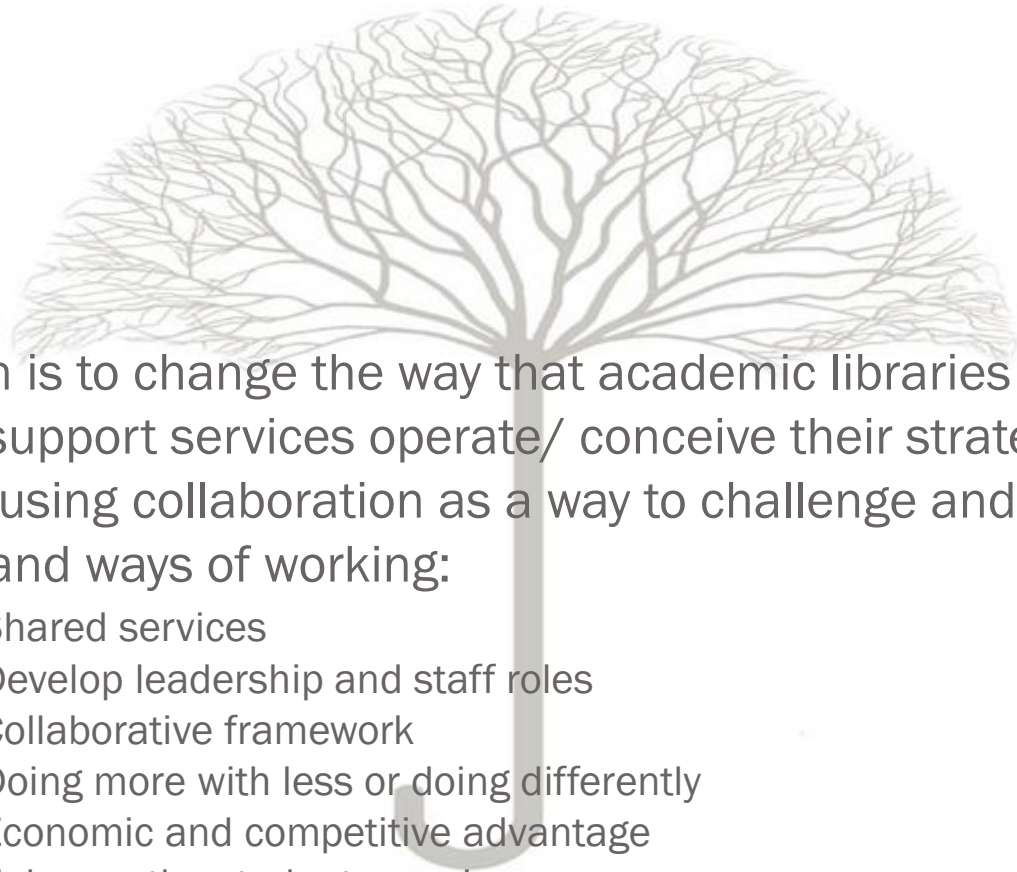 is to change the way that academic libraries
support services operate/ conceive their
using collaboration as a way to challenge and
and ways of working:
Shared services
Develop leadership and staff roles
Collaborative framework
Doing more with less or doing differently
Economic and competitive advantage